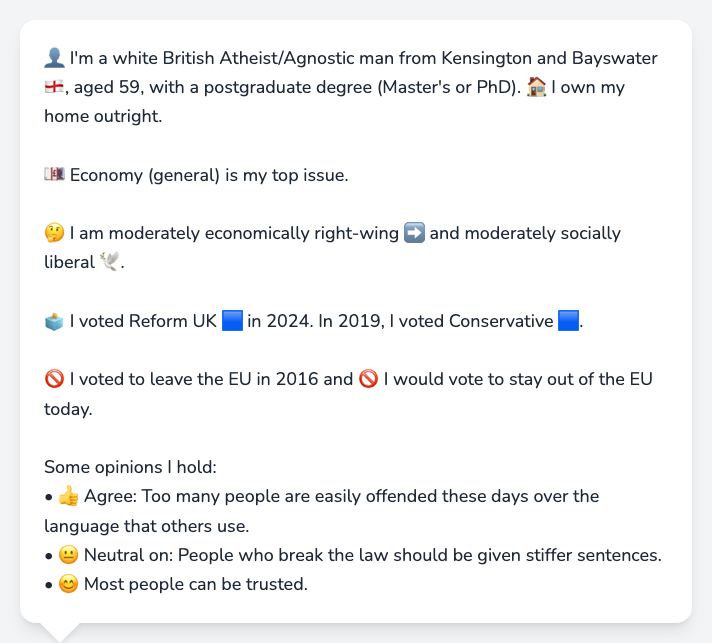 👤 I'm a white British Atheist/Agnostic man from Kensington and Bayswater
🏴󠁧󠁢󠁥󠁮󠁧󠁿, aged 59, with a postgraduate degree (Master's or PhD). 🏠 I own my
home outright.
💷 Economy (general) is my top issue.
🤔 I am moderately economically right-wing ➡️ and moderately socially
liberal 🕊️.
🗳️ I voted Reform UK 🟦 in 2024. In 2019, I voted Conservative 🟦.
🚫 I voted to leave the EU in 2016 and 🚫 I would vote to stay out of the EU
today.
Some opinions I hold:
• 👍 Agree: Too many people are easily offended these days over the
language that others use.
• 😐 Neutral on: People who break the law should be given stiffer sentences.
• 😊 Most people can be trusted.